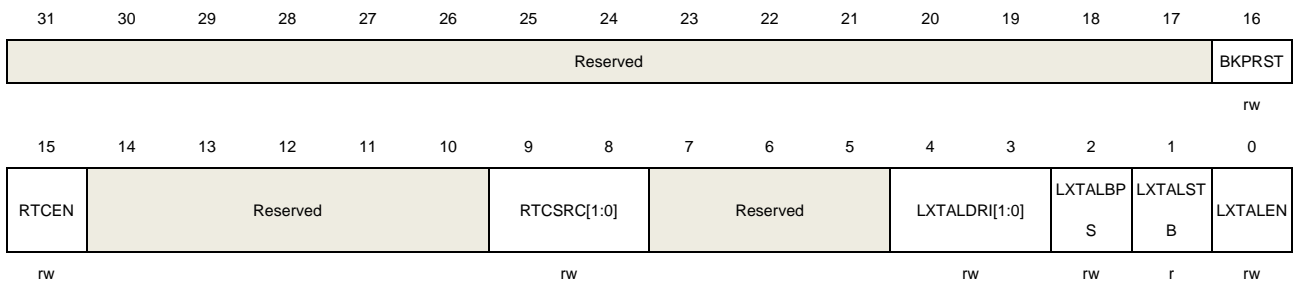 31 30 29 28 27 26 25 24 23 22 21 20 19 18 17 16
Reserved BKPRST
rw
15 14 13 12 11 10 9 8 7 6 5 4 3 2 1 0
RTCEN Reserved RTCSRC[1:0] Reserved LXTALDRI[1:0] LXTALBP S LXTALST B LXTALEN
rw rw rw rw r rw